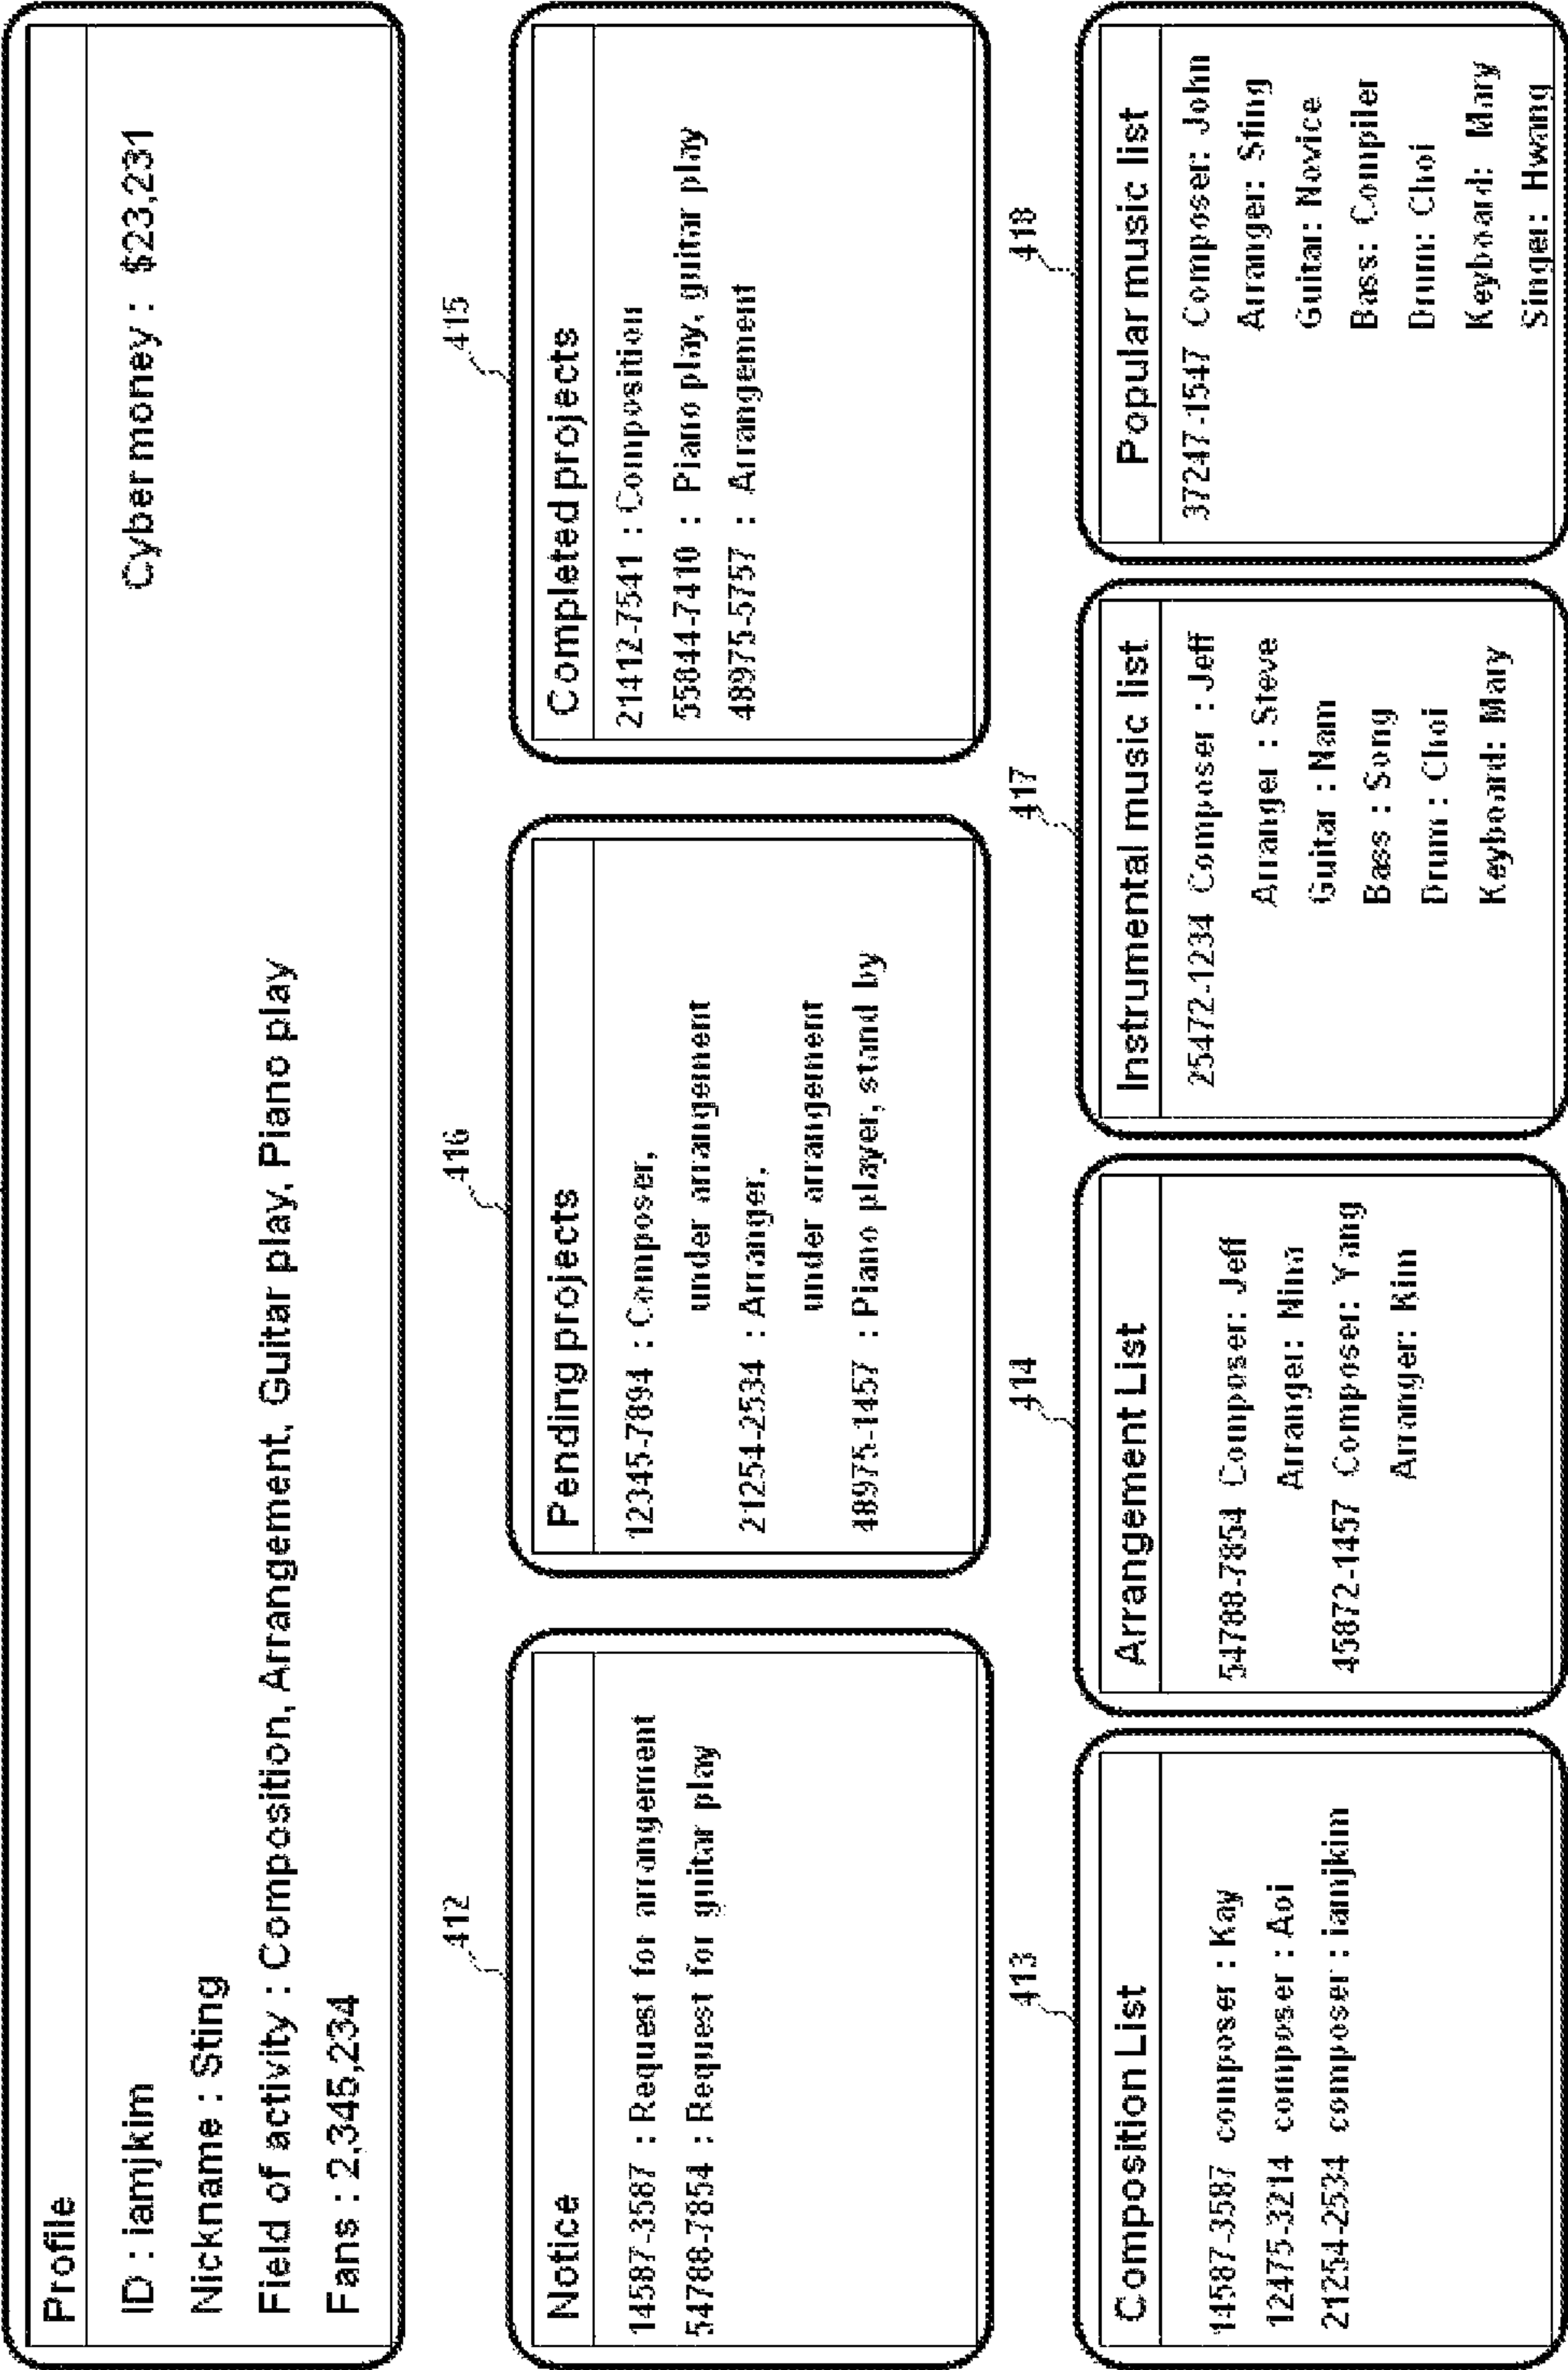 Profile
ID : iamjkim
Cyber money : $23,231
Nickname : Sting
Field of activity : Composition, Arrangement, Guitar play, Piano play
Fans : 2,345,234
412
Notice
14587-3587 : Request for arrangement
54788-7854 : Request for guitar play
416
Pending projects
12345-7894 : Composer,
under arrangement
21254-2534 : Arranger,
under arrangement
48975-1457 : Piano player, stand by
415
Completed projects
21412-7541 : Composition
55844-7410 : Piano play, guitar play
48975-5757 : Arrangement
413
Composition List
14587-3587 composer : Kay
12475-3214 composer : Aoi
21254-2534 composer : iamjkim
414
Arrangement List
54788-7854 Composer: Jeff
Arranger: Nina
45872-1457 Composer: Yang
Arranger: Kim
417
Instrumental music list
25472-1234 Composer : Jeff
Arranger : Steve
Guitar : Nam
Bass : Song
Drum : Choi
Keyboard: Mary
418
Popular music list
37247-1547 Composer: John
Arranger: Sting
Guitar: Novice
Bass: Compiler
Drum: Choi
Keyboard: Mary
Singer: Hwang